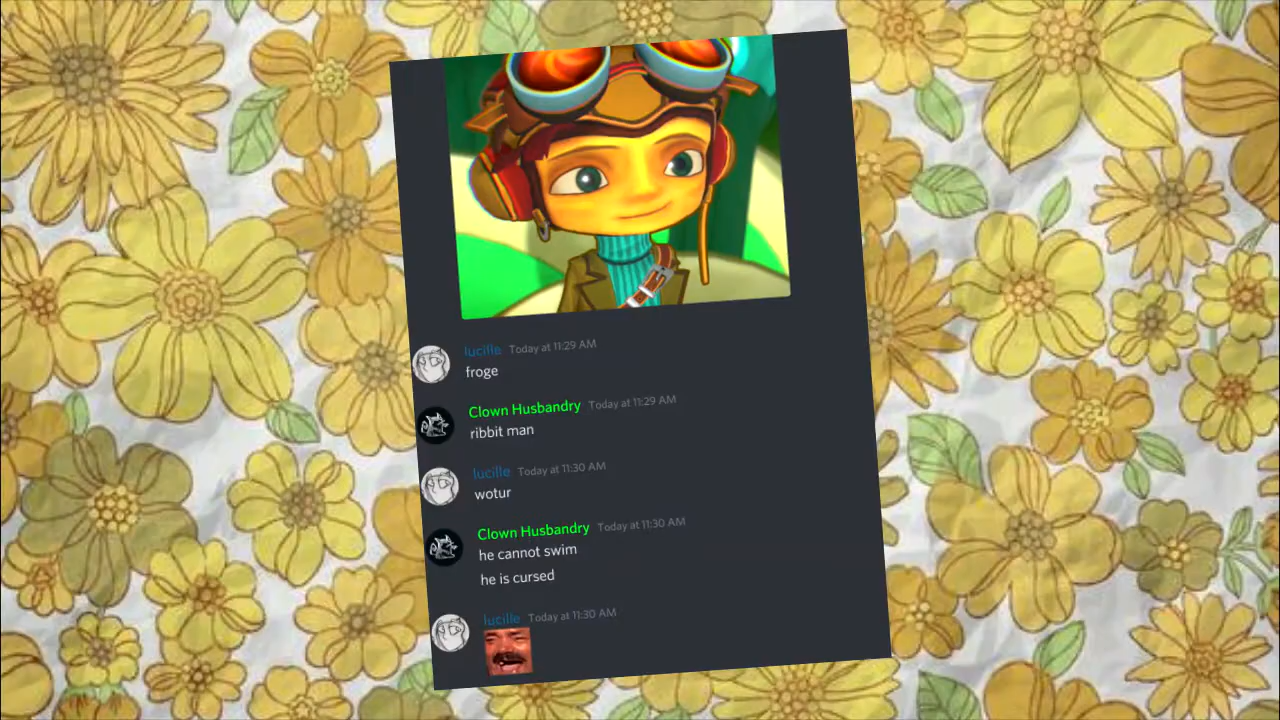 lucille Today at 11:29 AM
froge
Clown Husbandry Today at 11:29 AM
ribbit man
lucille Today at 11:30 AM
wotur
Clown Husbandry Today at 11:30 AM
he cannot swim
he is cursed
lucille Today at 11:30 AM